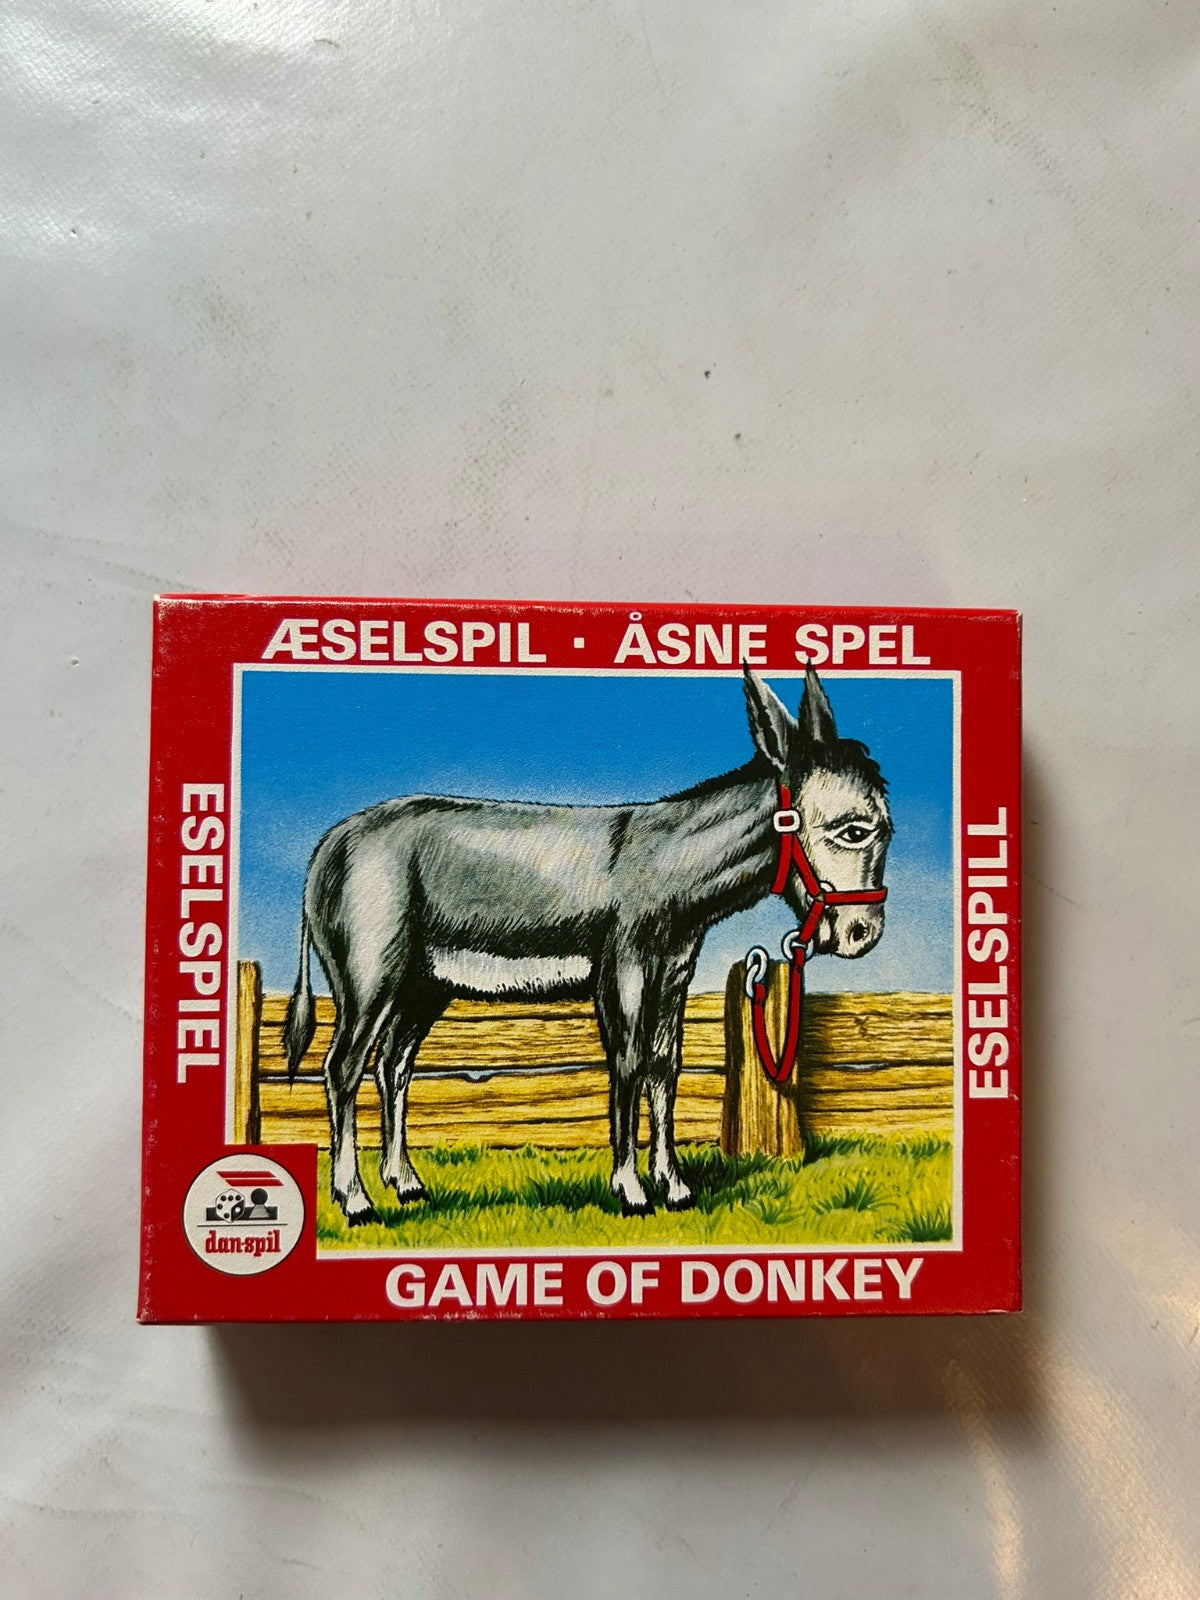 ÆSELSPIL · ÅSNE SPEL
ESELSPIEL
ESELSPILL
dan-spil
GAME OF DONKEY